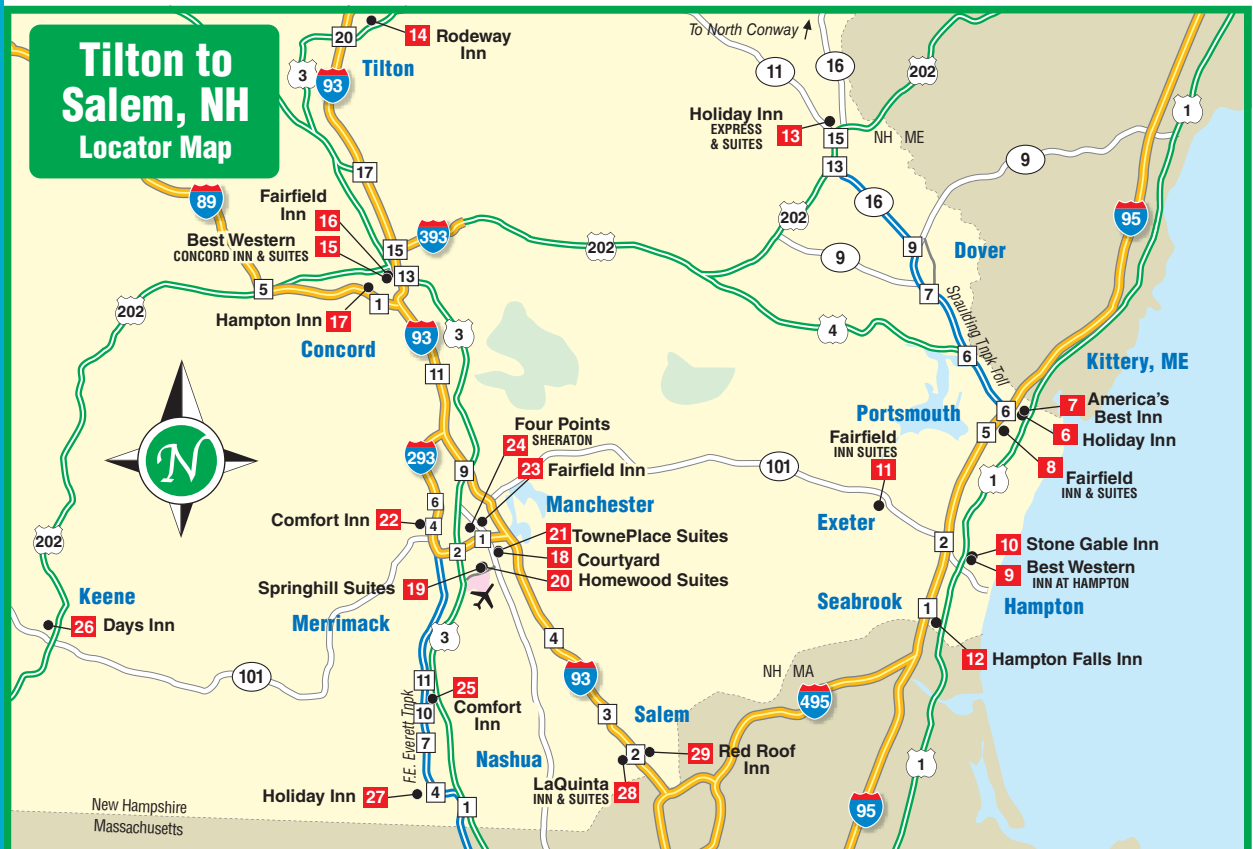 Tilton to
Salem, NH
Locator Map
20
14 Rodeway
Inn
3
Tilton
93
To North Conway
11
16
202
1
Holiday Inn
EXPRESS
& SUITES
13
15
NH ME
13
9
17
89
16
95
Fairfield
Inn
16
202
Best Western
CONCORD INN & SUITES
15
15
393
202
9
Dover
9
13
5
1
7
Spaulding Tnpk Toll
202
Hampton Inn 17
Concord
93
3
4
6
Kittery, ME
11
7 America's
Best Inn
6
Portsmouth
5
6 Holiday Inn
N
Four Points
SHERATON
24
Fairfield
INN SUITES
11
293
9
23 Fairfield Inn
101
8
Fairfield
INN & SUITES
1
6
Manchester
Exeter
Comfort Inn 22
4
1
21 TownePlace Suites
2
2
18 Courtyard
10 Stone Gable Inn
202
Springhill Suites 19
20 Homewood Suites
9
Best Western
INN AT HAMPTON
Keene
Seabrook
1
Hampton
26 Days Inn
Merrimack
3
4
12 Hampton Falls Inn
101
11
25
Comfort
Inn
93
NH MA
495
F.E. Everett Tnpk
10
3
Salem
7
Nashua
2
29 Red Roof
Inn
1
LaQuinta
INN & SUITES
28
Holiday Inn 27
4
1
95
New Hampshire
Massachusetts